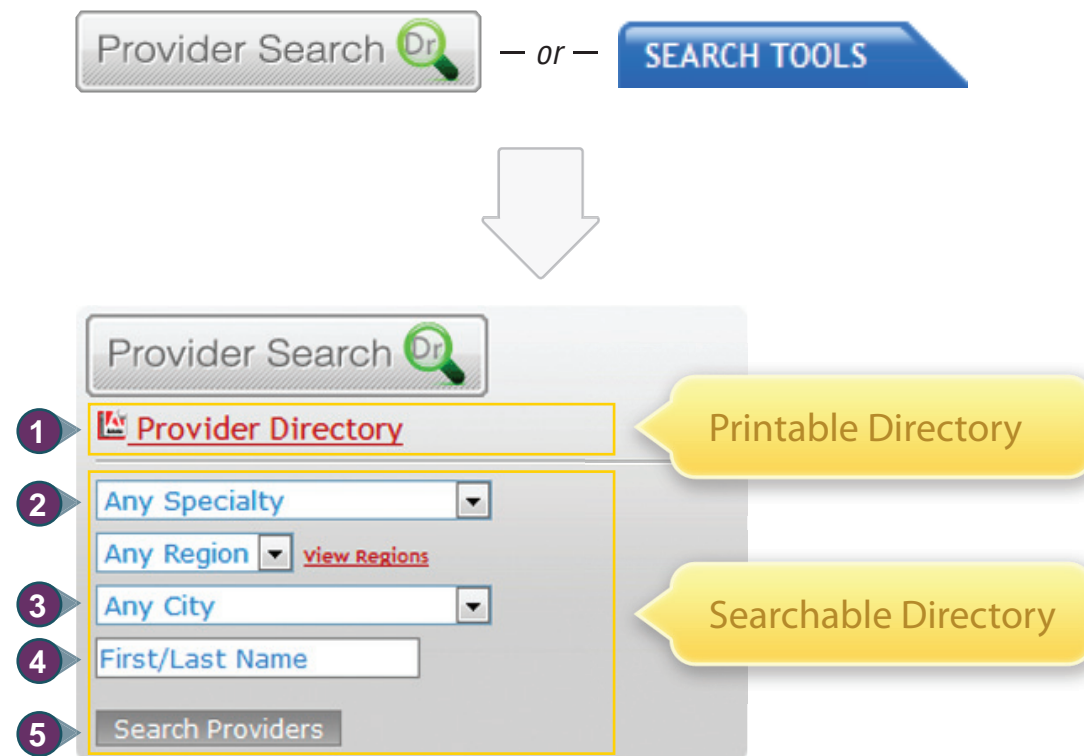 Provider Search Dr — or — SEARCH TOOLS
Provider Search Dr
1 Provider Directory Printable Directory
2 Any Specialty
Any Region View Regions
3 Any City Searchable Directory
4 First/Last Name
5 Search Providers